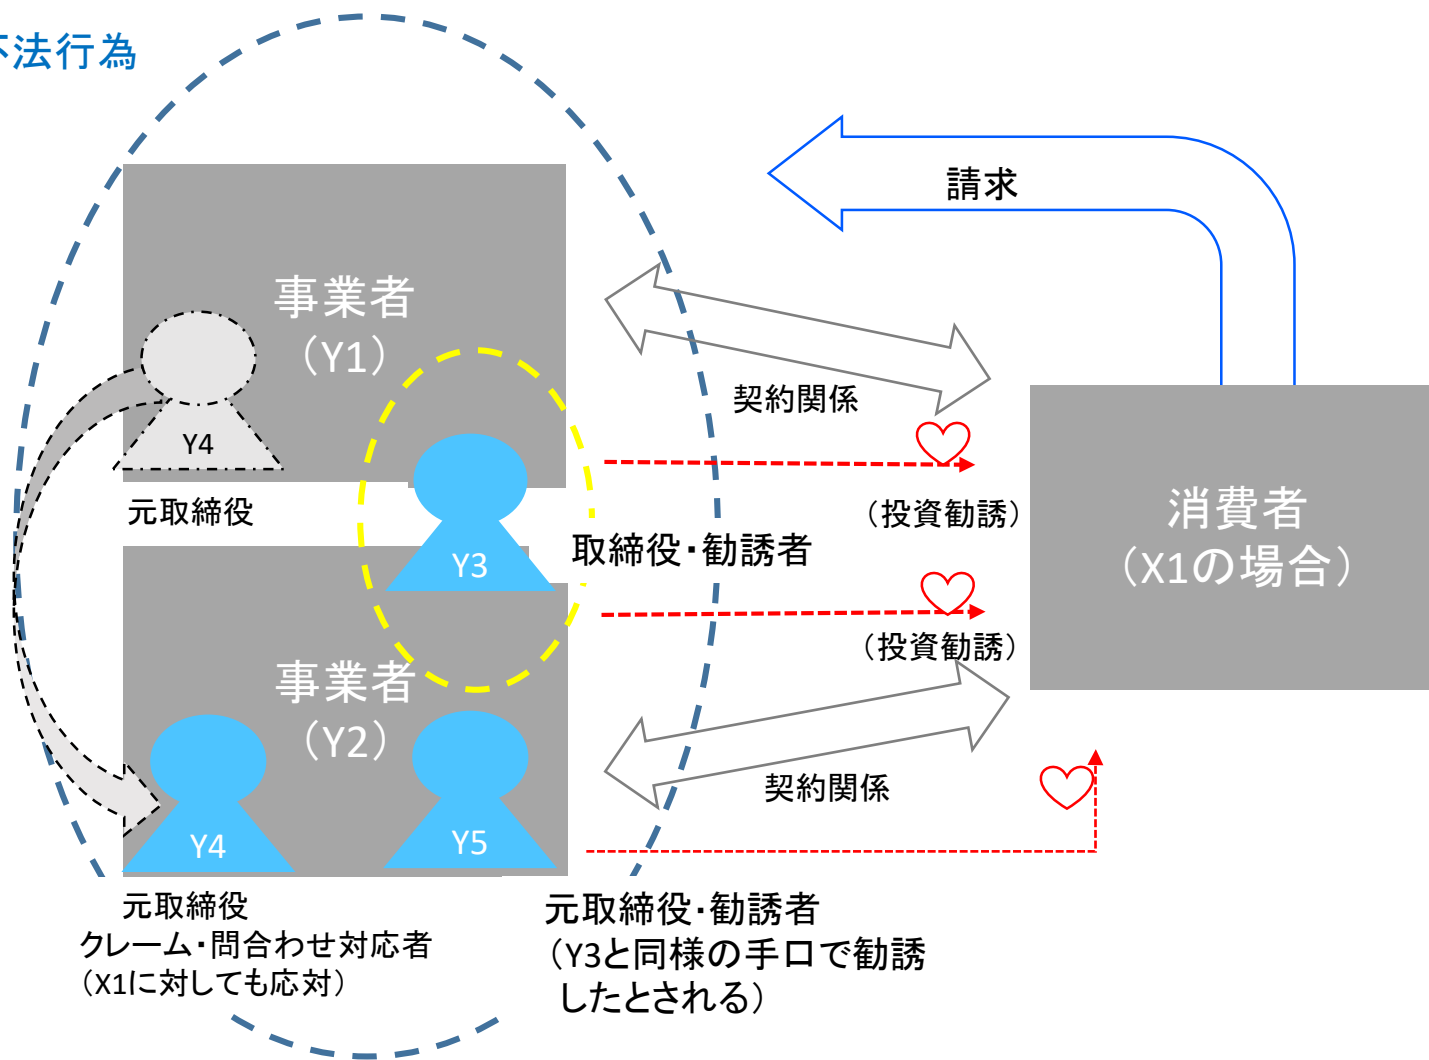 不法行為
請求
事業者
（Y1）
Y4
元取締役
契約関係
（投資勧誘）
Y3
取締役・勧誘者
消費者
（X1の場合）
（投資勧誘）
事業者
（Y2）
契約関係
Y4
Y5
元取締役
クレーム・問合わせ対応者
（X1に対しても応対）
元取締役・勧誘者
（Y3と同様の手口で勧誘
したとされる）